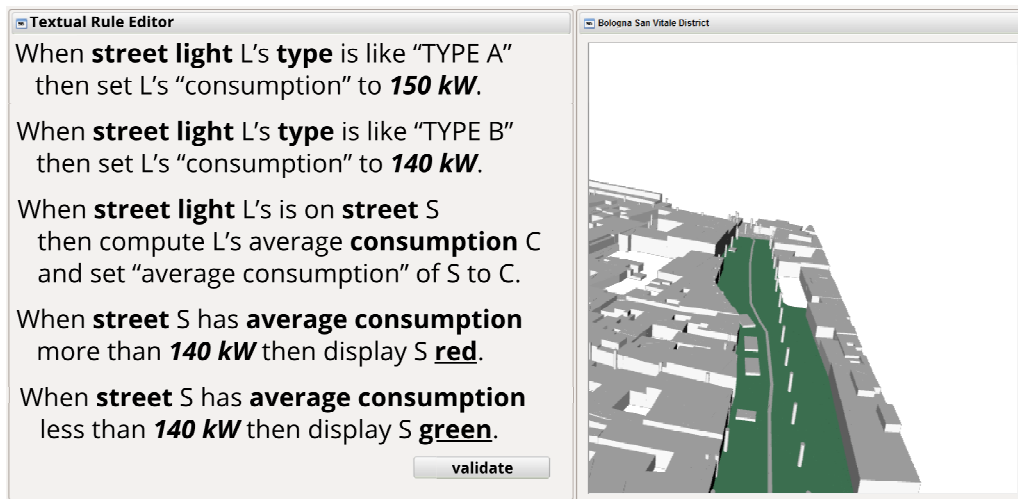 Textual Rule Editor
When street light L's type is like “TYPE A”
then set L's “consumption” to 150 kW.
When street light L's type is like “TYPE B”
then set L's “consumption” to 140 kW.
When street light L's is on street S
then compute L's average consumption C
and set “average consumption” of S to C.
When street S has average consumption
more than 140 kW then display S red.
When street S has average consumption
less than 140 kW then display S green.
validate
Bologna San Vitale District